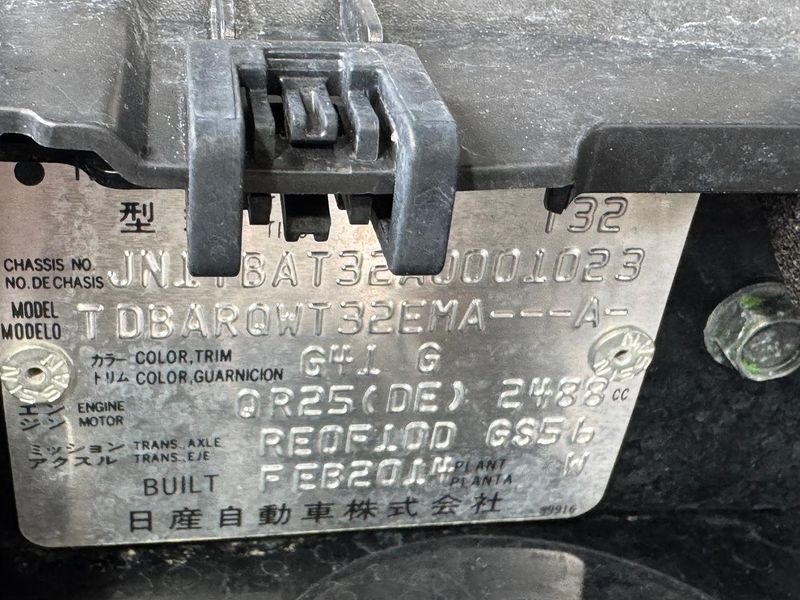 型 T32
CHASSIS NO. NO. DE CHASIS JN1TBAT32A0001023
MODEL MODELO TDBARQWT32EMA---A-
カラー COLOR, TRIM
トリム COLOR, GUARNICION G41 G
エンジン ENGINE MOTOR QR25(DE) 2488 CC
ミッション TRANS., AXLE
アクスル TRANS., EJE RE0F10D GS56
BUILT FEB201 PLANT PLANTA W
日産自動車株式会社 99916